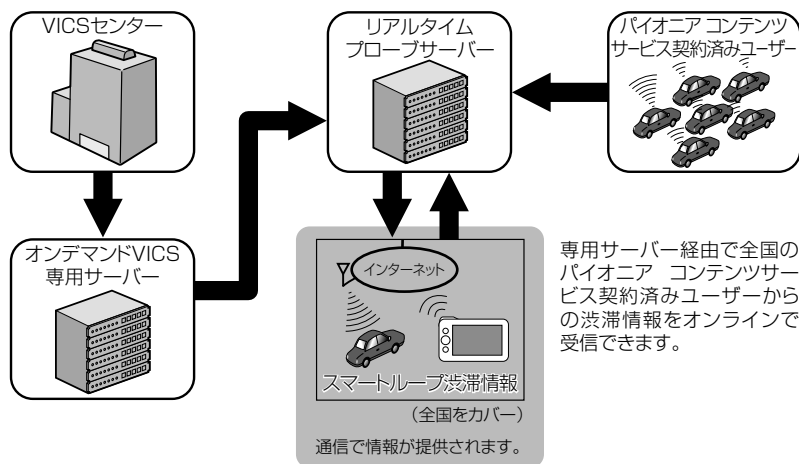 VICSセンター
リアルタイム
プローブサーバー
パイオニア コンテンツ
サービス契約済みユーザー
オンデマンドVICS
専用サーバー
インターネット
スマートループ渋滞情報
（全国をカバー）
通信で情報が提供されます。
専用サーバー経由で全国の
パイオニア　コンテンツサー
ビス契約済みユーザーから
の渋滞情報をオンラインで
受信できます。